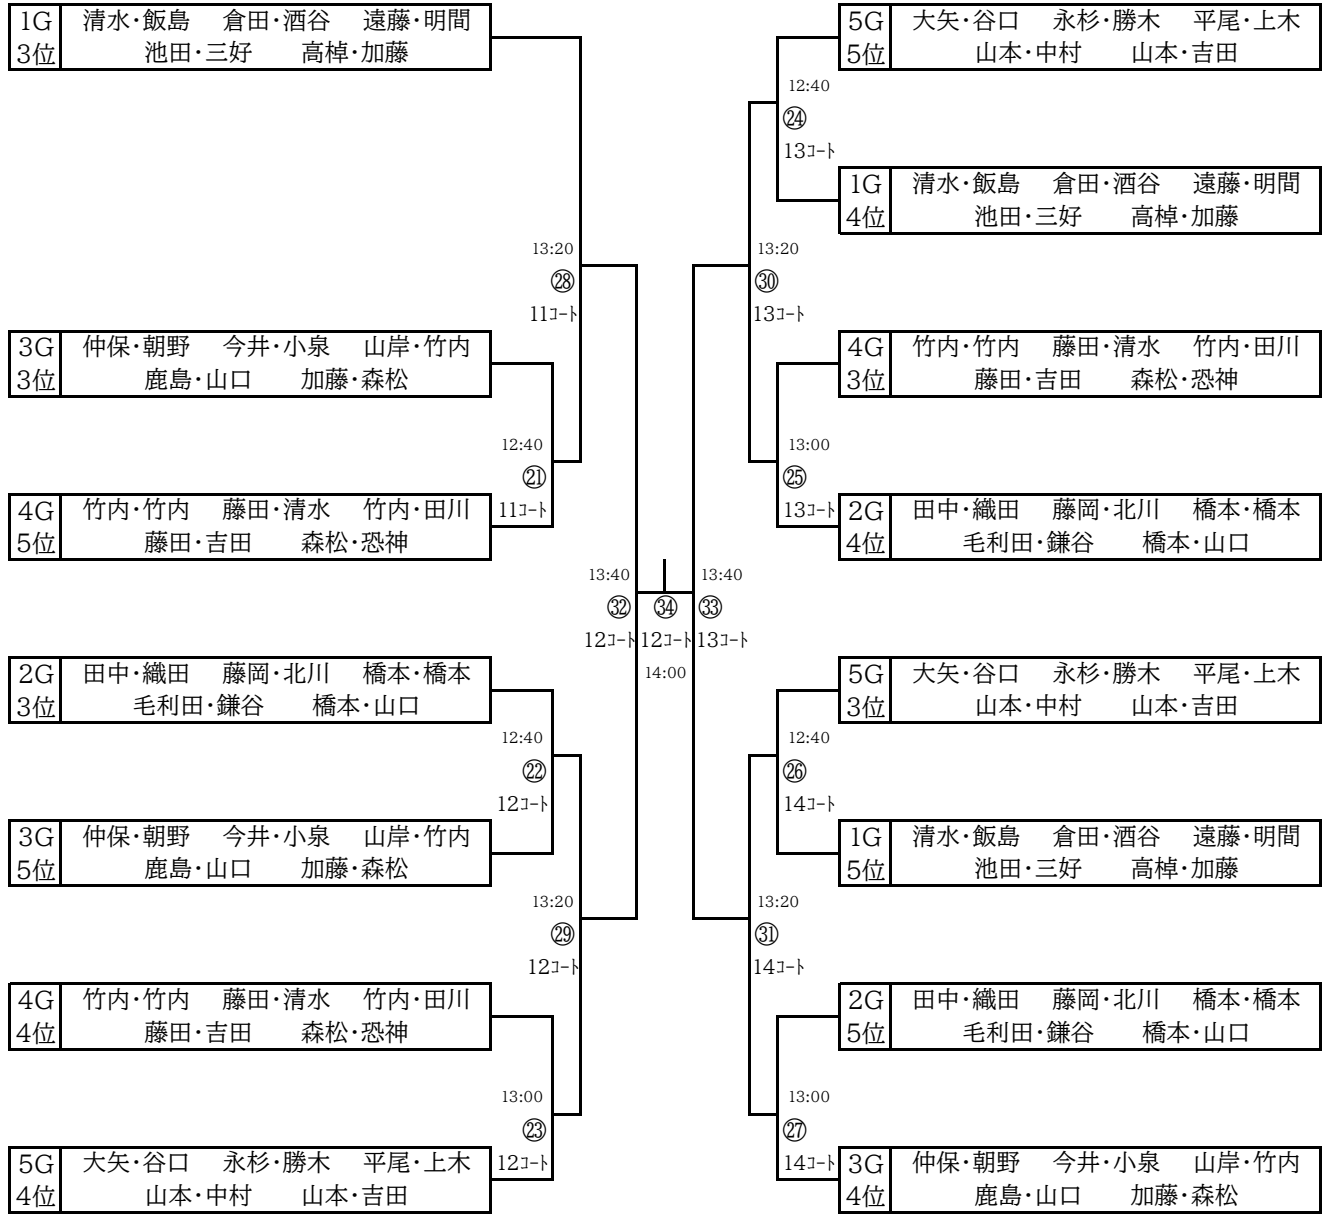 1G 清水・飯島 倉田・酒谷 遠藤・明間
3位 池田・三好 高棹・加藤
13:20
㉘
11ｺｰﾄ
3G 仲保・朝野 今井・小泉 山岸・竹内
3位 鹿島・山口 加藤・森松
12:40
㉑
11ｺｰﾄ
4G 竹内・竹内 藤田・清水 竹内・田川
5位 藤田・吉田 森松・恐神
13:40
㉜
12ｺｰﾄ
2G 田中・織田 藤岡・北川 橋本・橋本
3位 毛利田・鎌谷 橋本・山口
12:40
㉒
12ｺｰﾄ
3G 仲保・朝野 今井・小泉 山岸・竹内
5位 鹿島・山口 加藤・森松
13:20
㉙
12ｺｰﾄ
4G 竹内・竹内 藤田・清水 竹内・田川
4位 藤田・吉田 森松・恐神
13:00
㉓
12ｺｰﾄ
5G 大矢・谷口 永杉・勝木 平尾・上木
4位 山本・中村 山本・吉田
㉞
12ｺｰﾄ
14:00
5G 大矢・谷口 永杉・勝木 平尾・上木
5位 山本・中村 山本・吉田
12:40
㉔
13ｺｰﾄ
1G 清水・飯島 倉田・酒谷 遠藤・明間
4位 池田・三好 高棹・加藤
13:20
㉚
13ｺｰﾄ
4G 竹内・竹内 藤田・清水 竹内・田川
3位 藤田・吉田 森松・恐神
13:00
㉕
13ｺｰﾄ
2G 田中・織田 藤岡・北川 橋本・橋本
4位 毛利田・鎌谷 橋本・山口
13:40
㉝
13ｺｰﾄ
5G 大矢・谷口 永杉・勝木 平尾・上木
3位 山本・中村 山本・吉田
12:40
㉖
14ｺｰﾄ
1G 清水・飯島 倉田・酒谷 遠藤・明間
5位 池田・三好 高棹・加藤
13:20
㉛
14ｺｰﾄ
2G 田中・織田 藤岡・北川 橋本・橋本
5位 毛利田・鎌谷 橋本・山口
13:00
㉗
14ｺｰﾄ
3G 仲保・朝野 今井・小泉 山岸・竹内
4位 鹿島・山口 加藤・森松